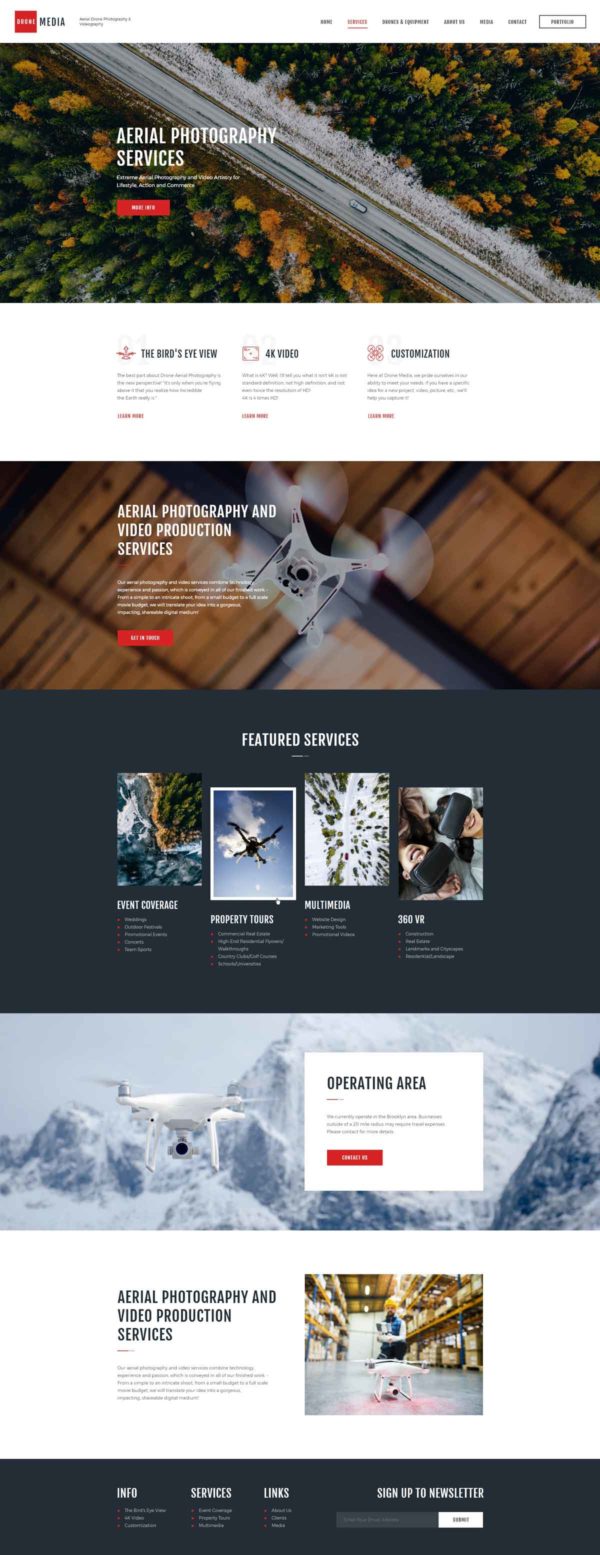 DRONE MEDIA
Aerial Drone Photography &
Videography
HOME SERVICES DRONES & EQUIPMENT ABOUT US MEDIA CONTACT PORTFOLIO
AERIAL PHOTOGRAPHY
SERVICES
Extreme Aerial Photography and Video Artistry for
Lifestyle, Action and Commerce
MORE INFO
01
THE BIRD'S EYE VIEW
The best part about Drone Aerial Photography is
the new perspective! "It's only when you're flying
above it that you realize how incredible
the Earth really is."
LEARN MORE
02
4K VIDEO
What is 4K? Well, I'll tell you what it isn't! 4K is not
standard definition, not high definition, and not
even twice the resolution of HD!
4K is 4 times HD!
LEARN MORE
03
CUSTOMIZATION
Here at Drone Media, we pride ourselves in our
ability to meet your needs. If you have a specific
idea for a new project, video, picture, etc., we'll
help you capture it!
LEARN MORE
AERIAL PHOTOGRAPHY AND
VIDEO PRODUCTION
SERVICES
Our aerial photography and video services combine technology,
experience and passion, which is conveyed in all of our finished work -
From a simple to an intricate shoot, from a small budget to a full scale
movie budget, we will translate your idea into a gorgeous,
impacting, shareable digital medium!
GET IN TOUCH
FEATURED SERVICES
EVENT COVERAGE
Weddings
Outdoor Festivals
Promotional Events
Concerts
Team Sports
PROPERTY TOURS
Commercial Real Estate
High-End Residential Flyovers/
Walkthroughs
Country Clubs/Golf Courses
Schools/Universities
MULTIMEDIA
Website Design
Marketing Tools
Promotional Videos
360 VR
Construction
Real Estate
Landmarks and Cityscapes
Residential/Landscape
OPERATING AREA
We currently operate in the Brooklyn area. Businesses
outside of a 20 mile radius may require travel expenses.
Please contact for more details.
CONTACT US
AERIAL PHOTOGRAPHY AND
VIDEO PRODUCTION
SERVICES
Our aerial photography and video services combine technology,
experience and passion, which is conveyed in all of our finished work -
From a simple to an intricate shoot, from a small budget to a full scale
movie budget, we will translate your idea into a gorgeous,
impacting, shareable digital medium!
INFO
The Bird's Eye View
4K Video
Customization
SERVICES
Event Coverage
Property Tours
Multimedia
LINKS
About Us
Clients
Media
SIGN UP TO NEWSLETTER
Enter Your Email Address
SUBMIT